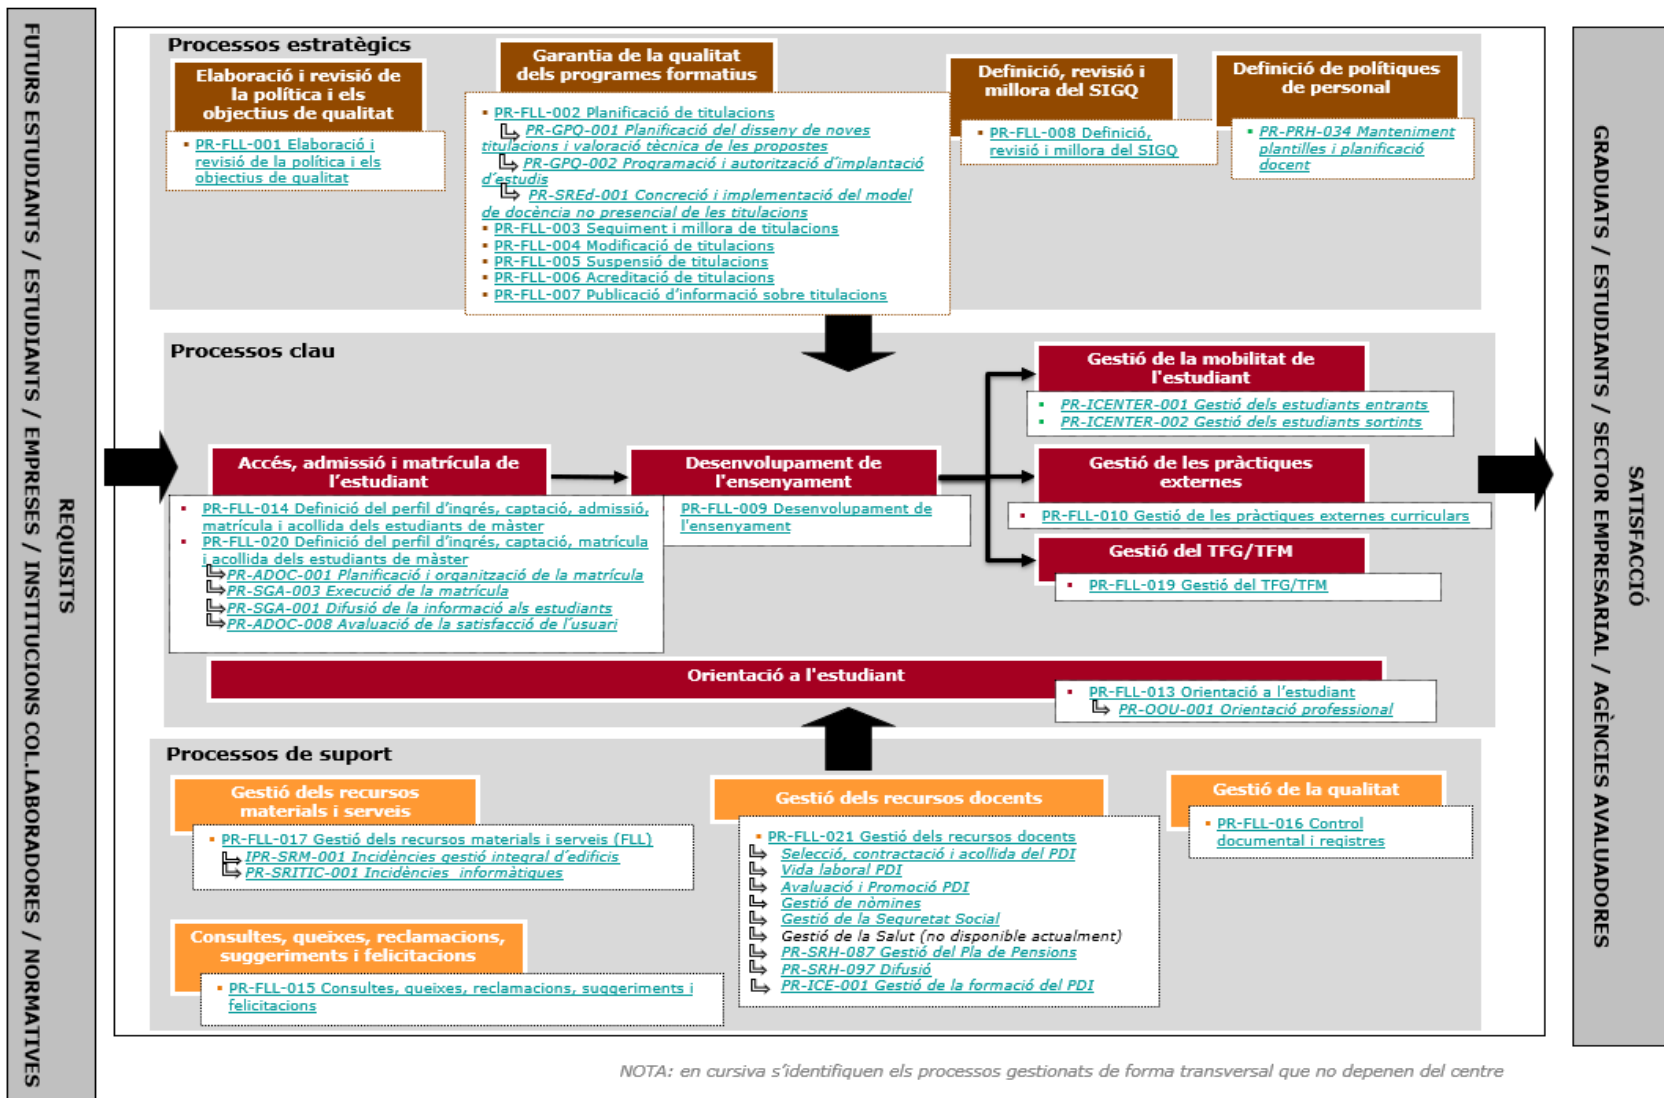 FUTURS ESTUDIANTS / ESTUDIANTS / EMPRESES / INSTITUCIONS COL.LABORADORES / NORMATIVES
REQUISITS
Processos estratègics
Elaboració i revisió de
la política i els
objectius de qualitat
PR-FLL-001 Elaboració i
revisió de la política i els
objectius de qualitat
Garantia de la qualitat
dels programes formatius
PR-FLL-002 Planificació de titulacions
PR-GPQ-001 Planificació del disseny de noves
titulacions i valoració tècnica de les propostes
PR-GPQ-002 Programació i autorització d'implantació
d'estudis
PR-SREd-001 Concreció i implementació del model
de docència no presencial de les titulacions
PR-FLL-003 Seguiment i millora de titulacions
PR-FLL-004 Modificació de titulacions
PR-FLL-005 Suspensió de titulacions
PR-FLL-006 Acreditació de titulacions
PR-FLL-007 Publicació d'informació sobre titulacions
Definició, revisió i
millora del SIGQ
PR-FLL-008 Definició,
revisió i millora del SIGQ
Definició de polítiques
de personal
PR-PRH-034 Manteniment
plantilles i planificació
docent
Processos clau
Accés, admissió i matrícula de
l'estudiant
PR-FLL-014 Definició del perfil d'ingrés, captació, admissió,
matrícula i acollida dels estudiants de màster
PR-FLL-020 Definició del perfil d'ingrés, captació, matrícula
i acollida dels estudiants de màster
PR-ADOC-001 Planificació i organització de la matrícula
PR-SGA-003 Execució de la matrícula
PR-SGA-001 Difusió de la informació als estudiants
PR-ADOC-008 Avaluació de la satisfacció de l'usuari
Desenvolupament de
l'ensenyament
PR-FLL-009 Desenvolupament de
l'ensenyament
Gestió de la mobilitat de
l'estudiant
PR-ICENTER-001 Gestió dels estudiants entrants
PR-ICENTER-002 Gestió dels estudiants sortints
Gestió de les pràctiques
externes
PR-FLL-010 Gestió de les pràctiques externes curriculars
Gestió del TFG/TFM
PR-FLL-019 Gestió del TFG/TFM
Orientació a l'estudiant
PR-FLL-013 Orientació a l'estudiant
PR-OOU-001 Orientació professional
Processos de suport
Gestió dels recursos
materials i serveis
PR-FLL-017 Gestió dels recursos materials i serveis (FLL)
IPR-SRM-001 Incidències gestió integral d'edificis
PR-SRITIC-001 Incidències informàtiques
Consultes, queixes, reclamacions,
suggeriments i felicitacions
PR-FLL-015 Consultes, queixes, reclamacions, suggeriments i
felicitacions
Gestió dels recursos docents
PR-FLL-021 Gestió dels recursos docents
Selecció, contractació i acollida del PDI
Vida laboral PDI
Avaluació i Promoció PDI
Gestió de nòmines
Gestió de la Seguretat Social
Gestió de la Salut (no disponible actualment)
PR-SRH-087 Gestió del Pla de Pensions
PR-SRH-097 Difusió
PR-ICE-001 Gestió de la formació del PDI
Gestió de la qualitat
PR-FLL-016 Control
documental i registres
GRADUATS / ESTUDIANTS / SECTOR EMPRESARIAL / AGÈNCIES AVALUADORES
SATISFACCIÓ
NOTA: en cursiva s'identifiquen els processos gestionats de forma transversal que no depenen del centre